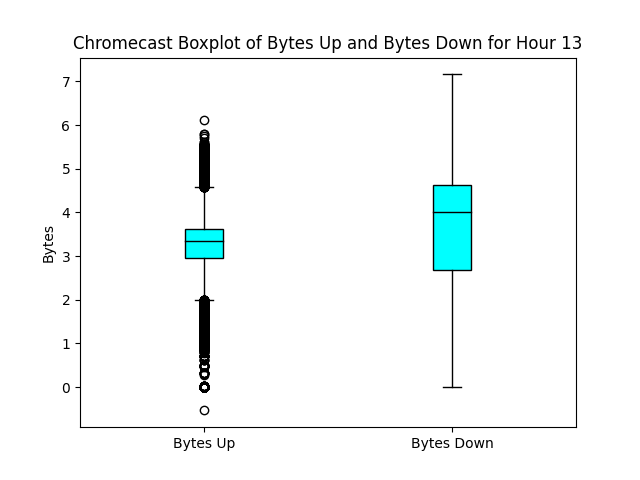 Chromecast Boxplot of Bytes Up and Bytes Down for Hour 13
7
6
5
4
3
2
1
0
Bytes
Bytes Up
Bytes Down